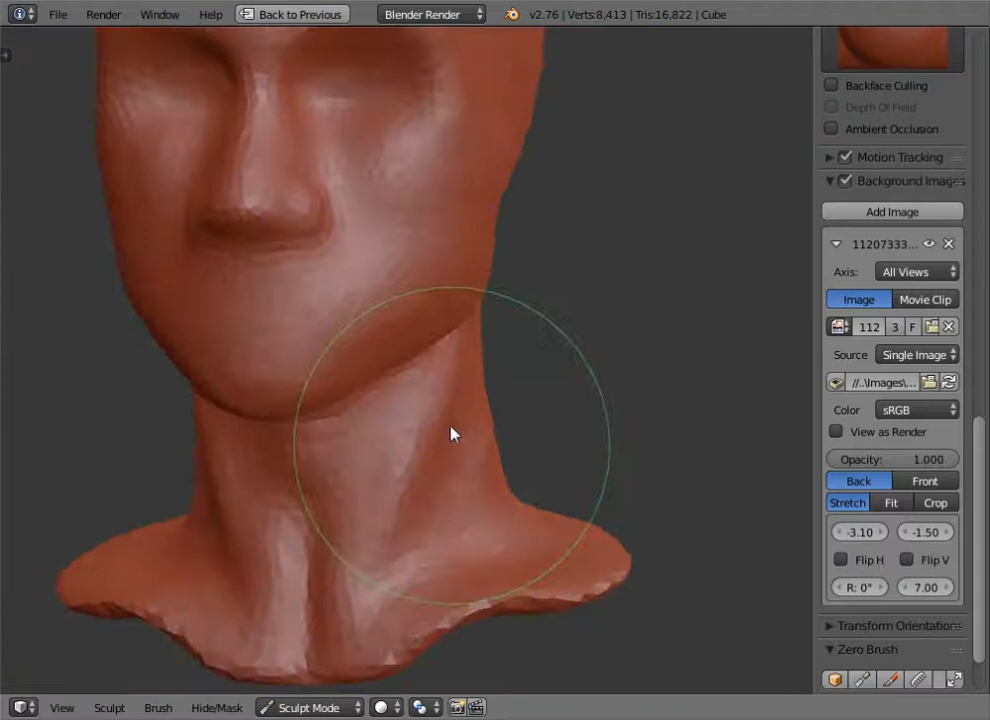 File Render Window Help Back to Previous Blender Render v2.76 | Verts:8,413 | Tris:16,822 | Cube
Backface Culling
Depth Of Field
Ambient Occlusion
Motion Tracking
Background Images
Add Image
11207333...
Axis: All Views
Image Movie Clip
112 3 F
Source Single Image
//..\Images\...
Color sRGB
View as Render
Opacity: 1.000
Back Front
Stretch Fit Crop
-3.10 -1.50
Flip H Flip V
R: 0° 7.00
Transform Orientations
Zero Brush
View Sculpt Brush Hide/Mask Sculpt Mode